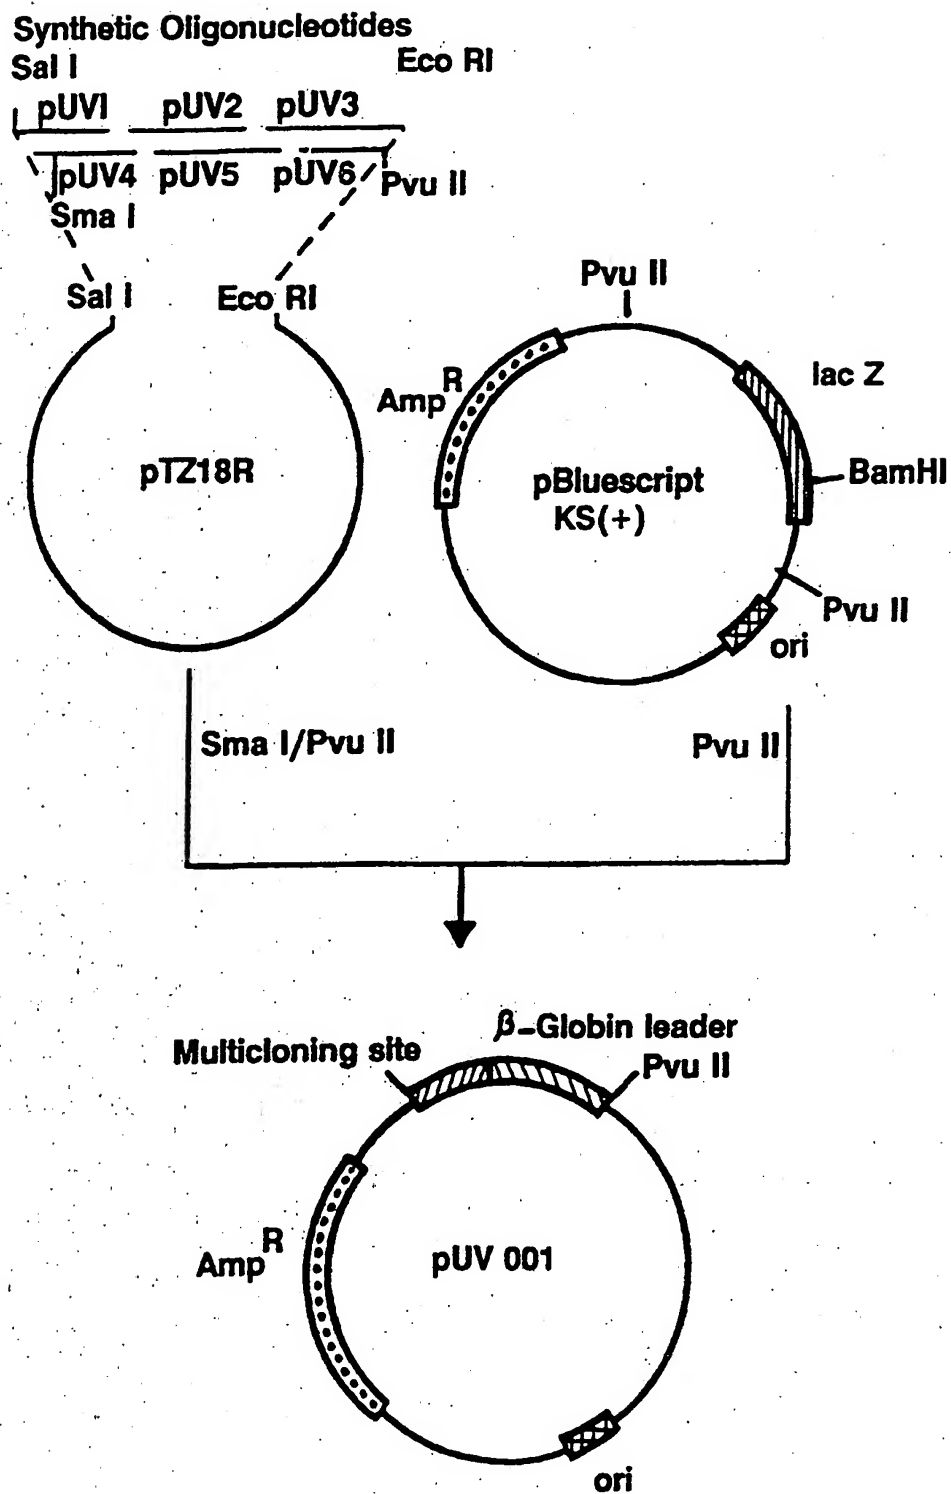 Synthetic Oligonucleotides
Sal I
Eco RI
pUV1 pUV2 pUV3
pUV4 pUV5 pUV6
Pvu II
Sma I
Sal I
Eco RI
pTZ18R
Pvu II
Amp R
lac Z
pBluescript
KS(+)
BamHI
Pvu II
ori
Sma I/Pvu II
Pvu II
β-Globin leader
Multicloning site
Pvu II
Amp R
pUV 001
ori